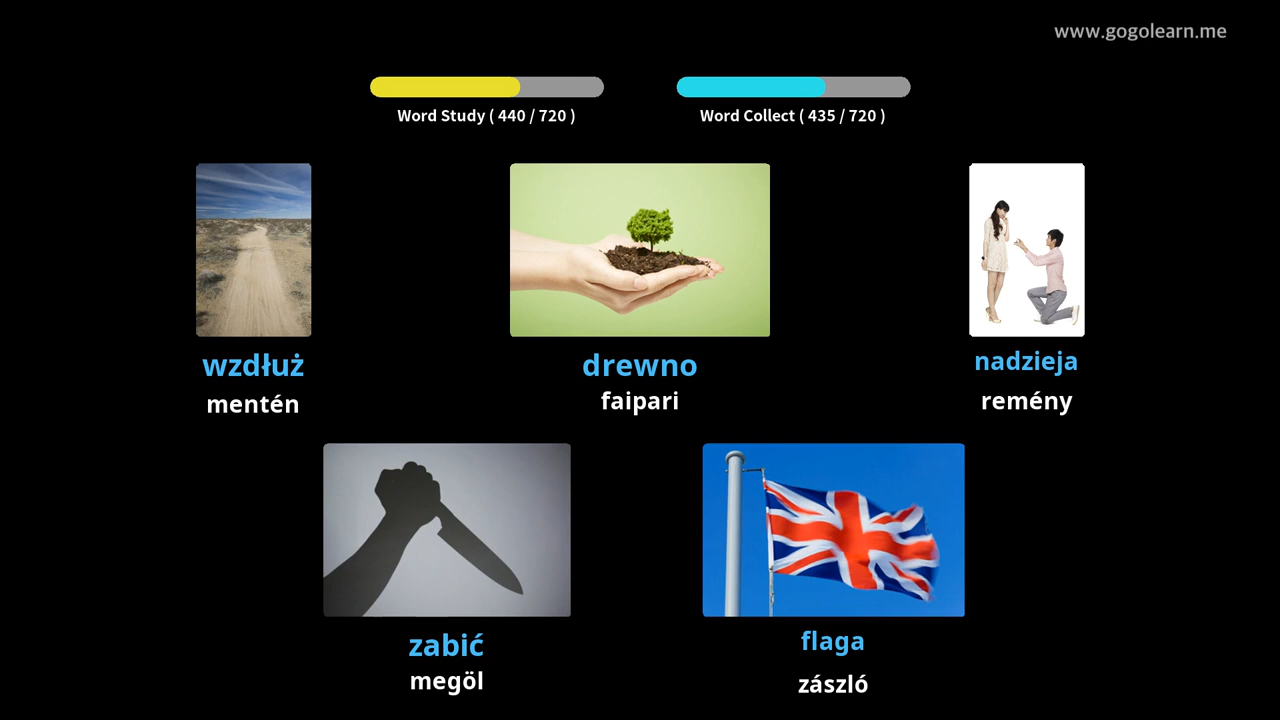 www.gogolearn.me
Word Study ( 440 / 720 )
Word Collect ( 435 / 720 )
wzdłuż
mentén
drewno
faipari
nadzieja
remény
zabić
megöl
flaga
zászló